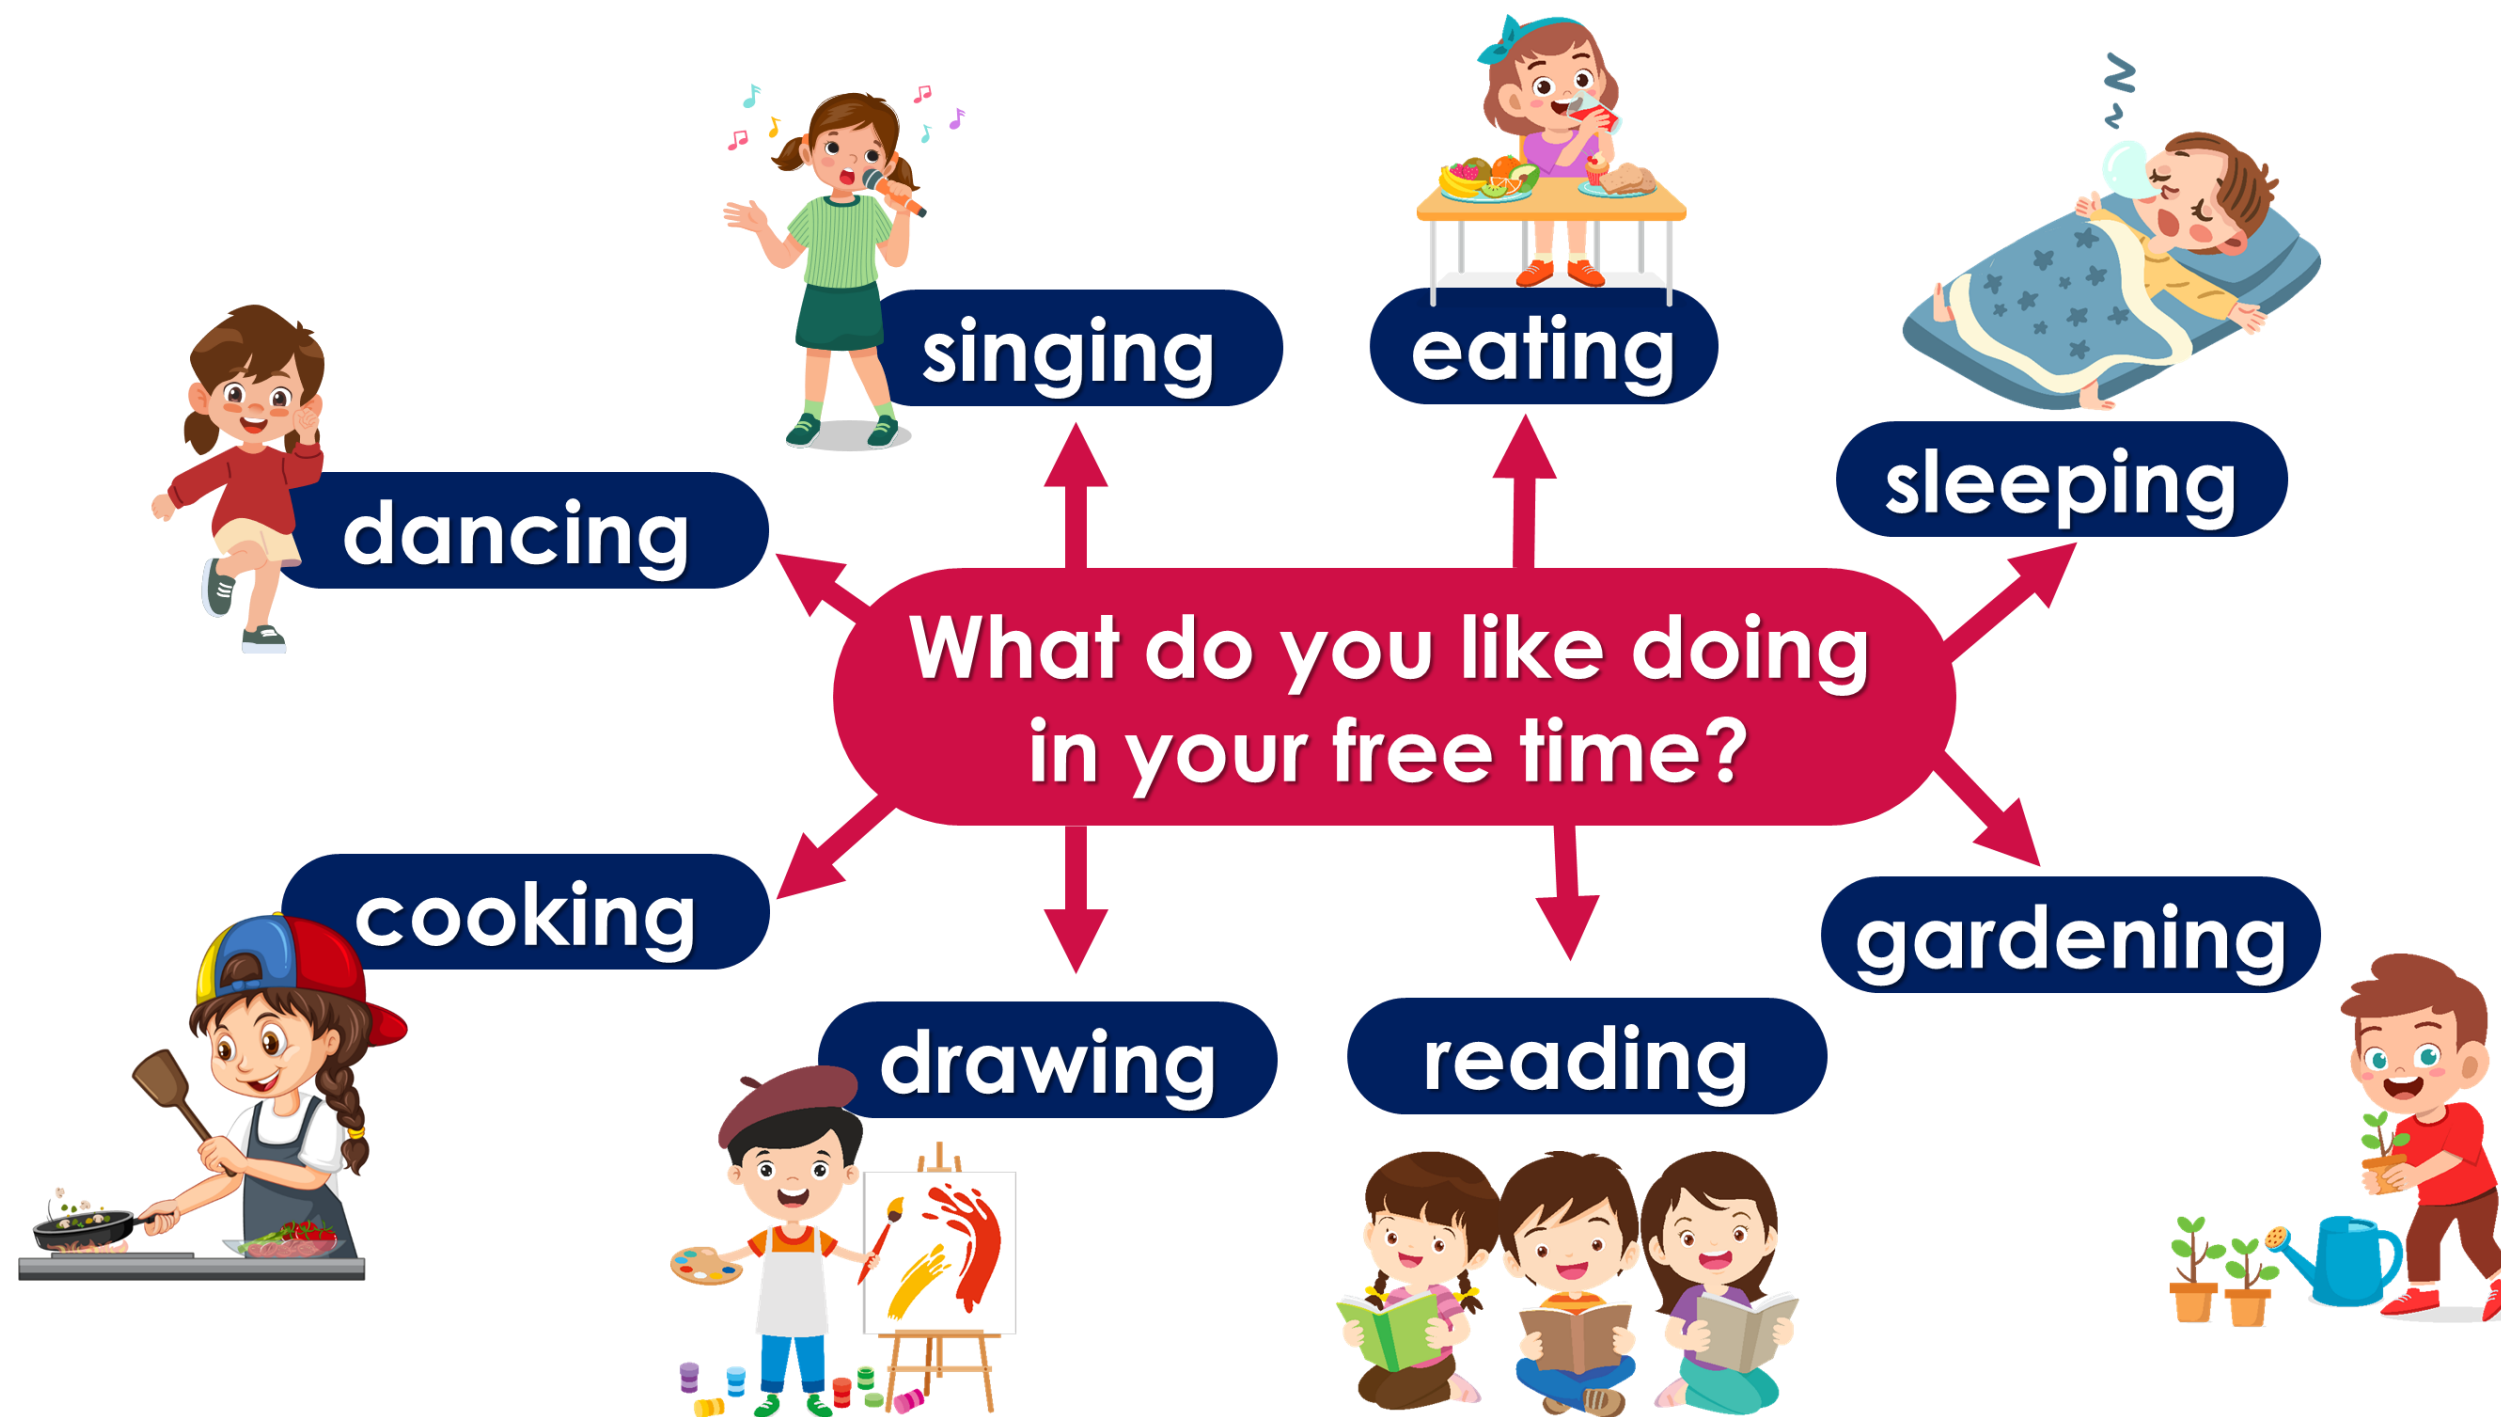 singing
eating
sleeping
dancing
What do you like doing
in your free time?
cooking
gardening
drawing
reading